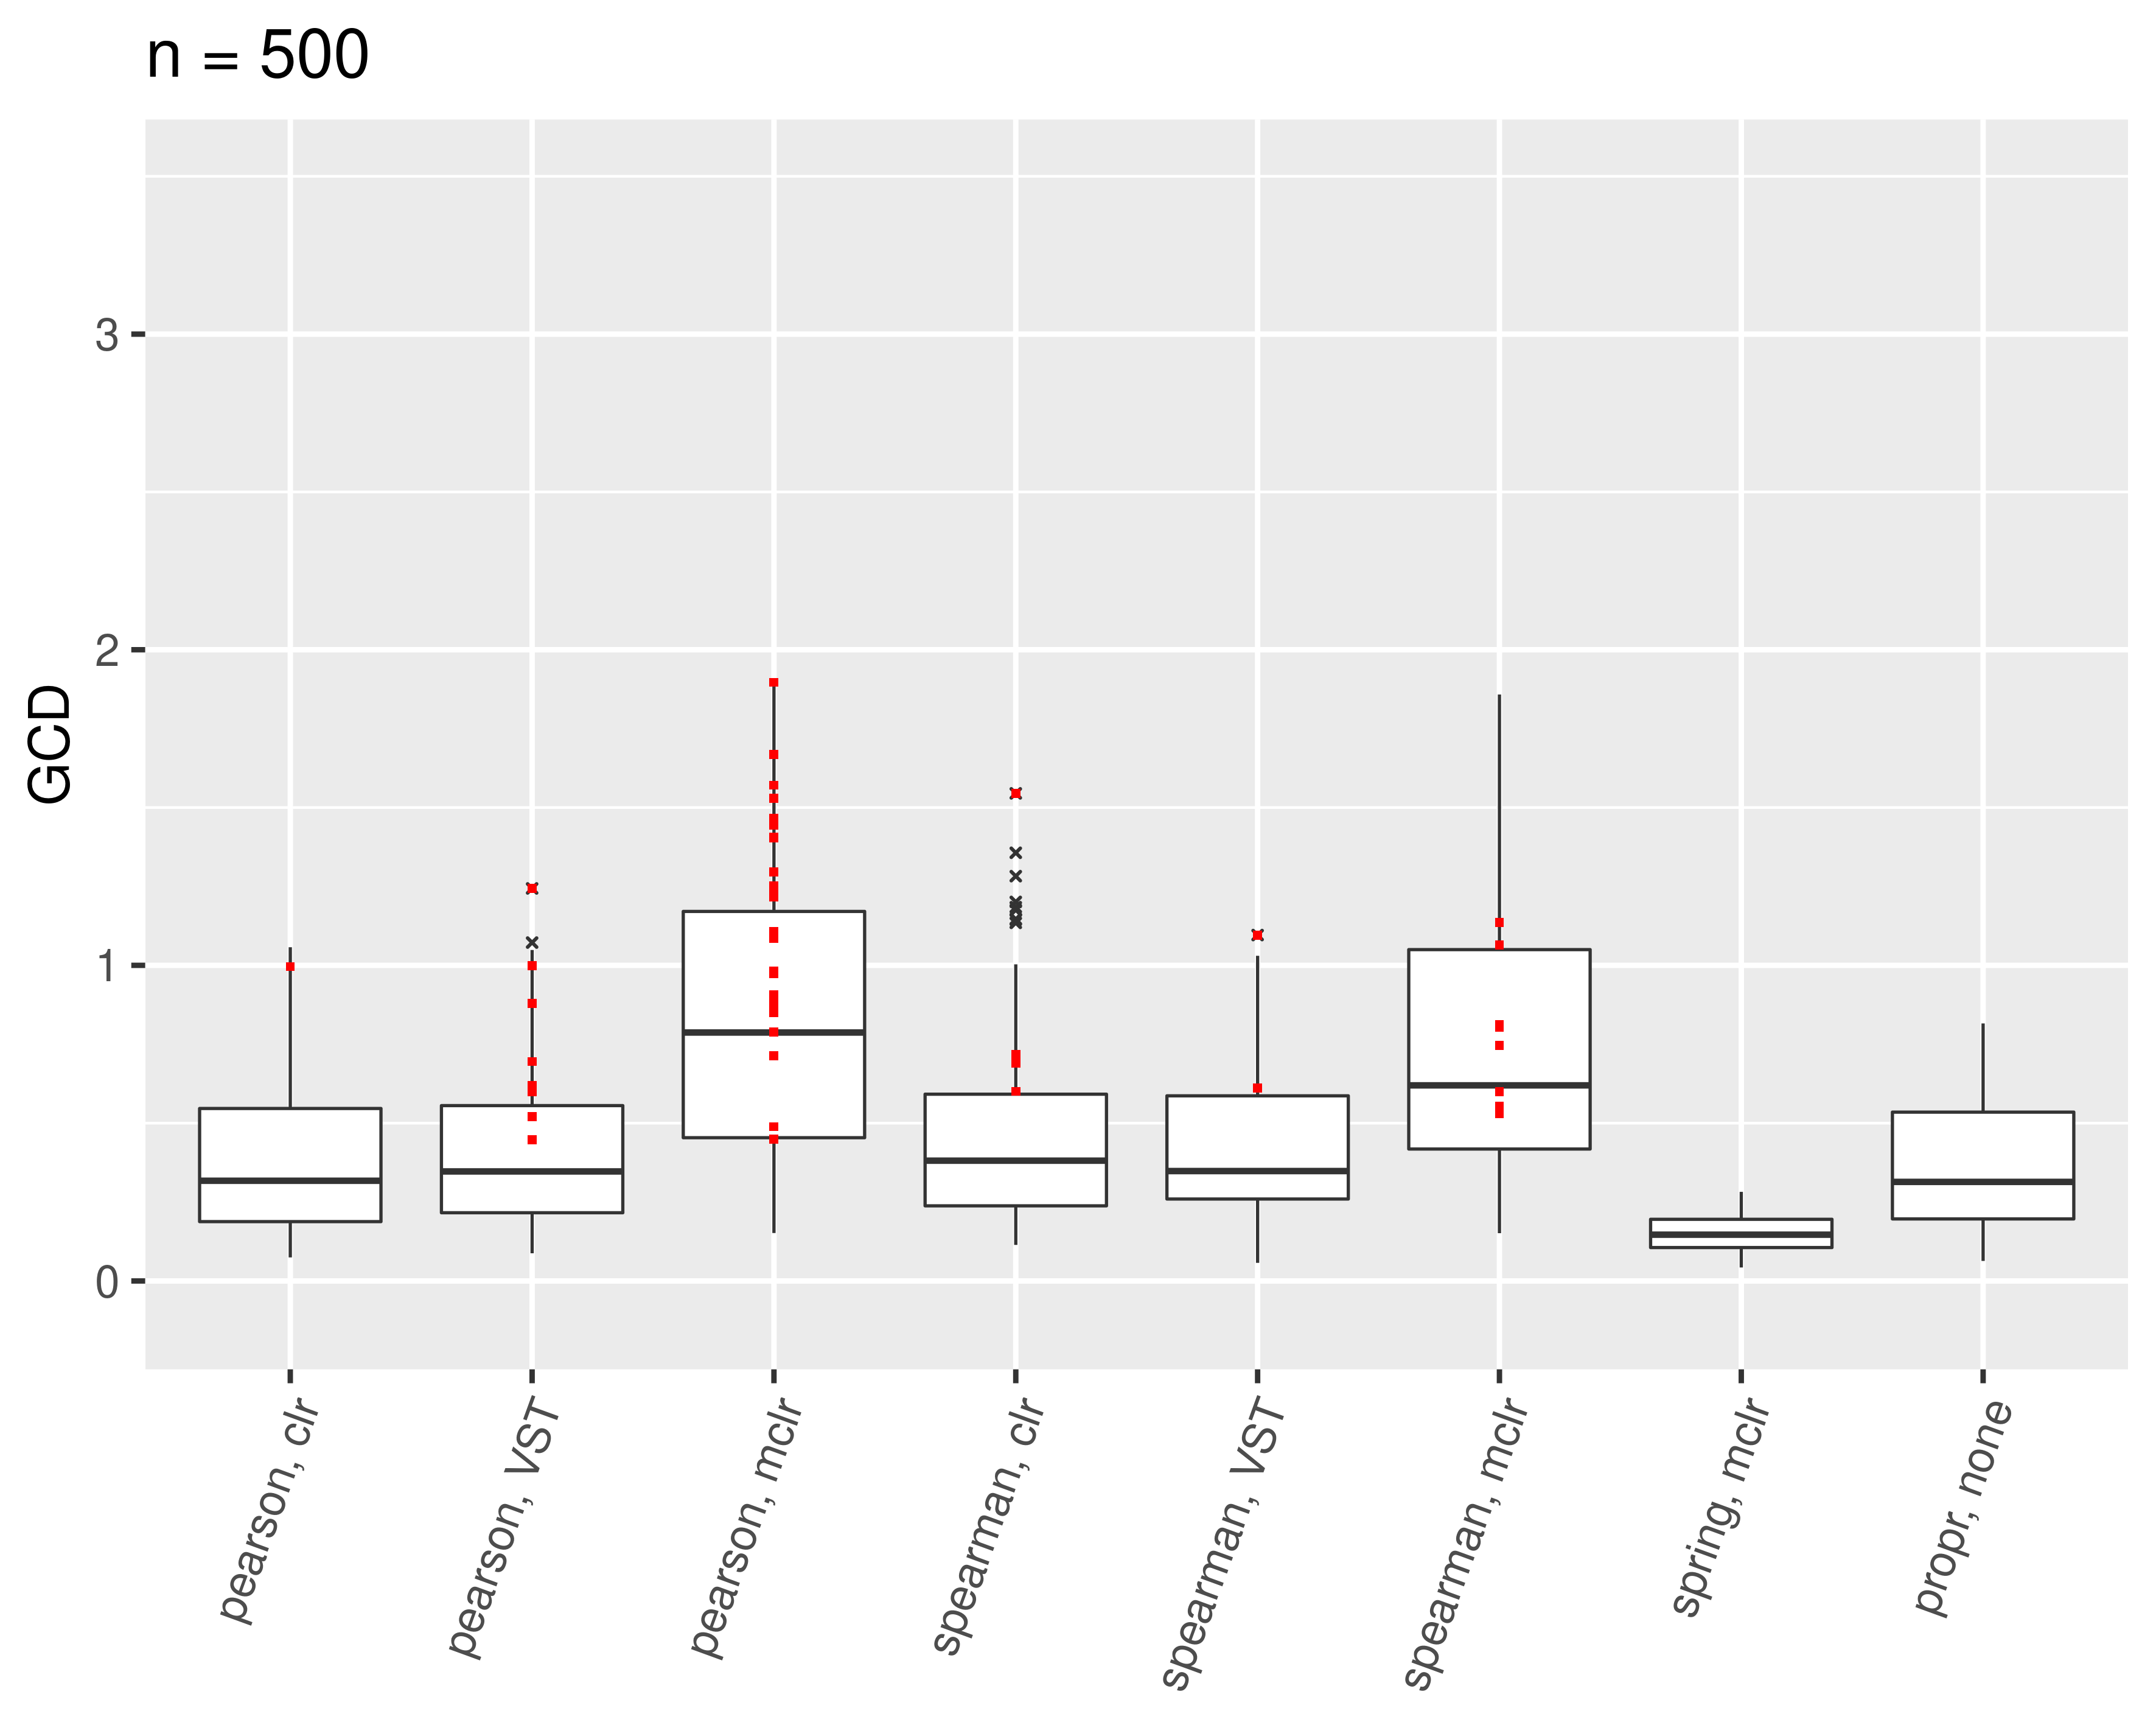 n = 500
GCD
3
2
1
0
pearson, clr
pearson, VST
pearson, mclr
spearman, clr
spearman, VST
spearman, mclr
spring, mclr
propr, none